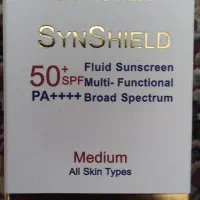 SYNSHIELD
50+ SPF
PA++++
Fluid Sunscreen
Multi- Functional
Broad Spectrum
Medium
All Skin Types